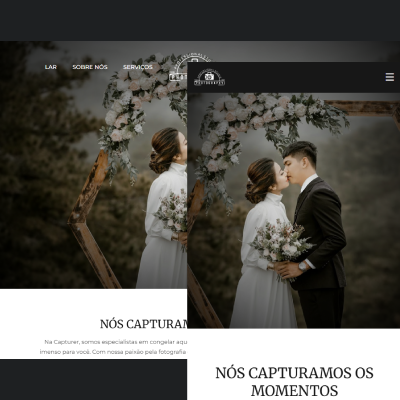 LAR SOBRE NÓS SERVIÇOS
NÓS CAPTURAM
Na Capturer, somos especialistas em congelar aqu
imenso para você. Com nossa paixão pela fotografia
NÓS CAPTURAMOS OS
MOMENTOS